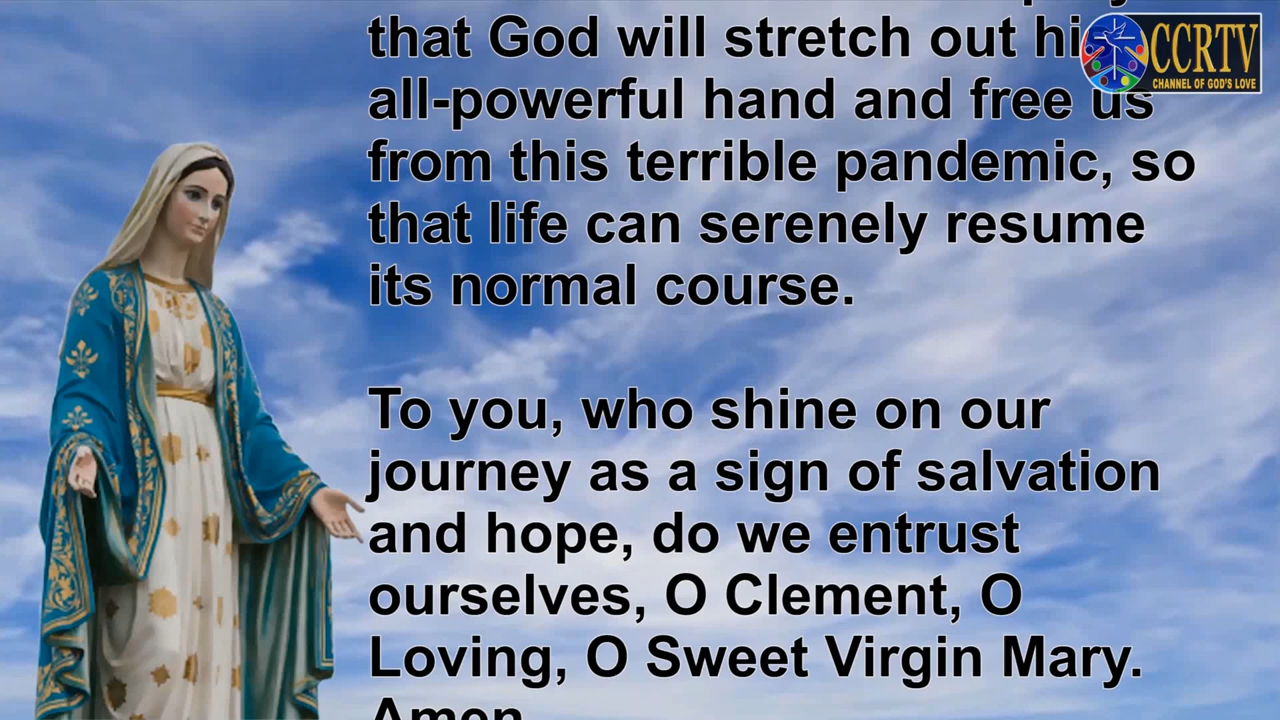 that God will stretch out
all-powerful hand and free us
from this terrible pandemic, so
that life can serenely resume
its normal course.
To you, who shine on our
journey as a sign of salvation
and hope, do we entrust
ourselves, O Clement, O
Loving, O Sweet Virgin Mary.
Amen
CCRTV
CHANNEL OF GOD'S LOVE